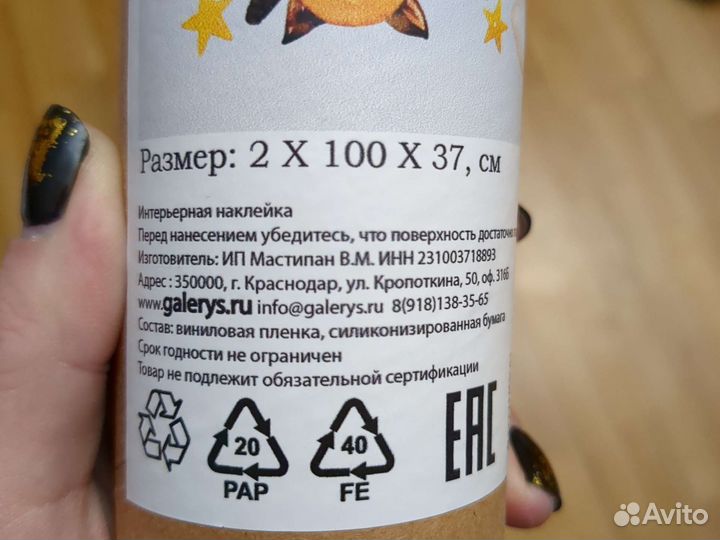 Размер: 2 X 100 X 37, см
Интерьерная наклейка
Перед нанесением убедитесь, что поверхность достаточно
Изготовитель: ИП Мастипан В.М. ИНН 231003718893
Адрес : 350000, г. Краснодар, ул. Кропоткина, 50, оф. 316Б
www.galerys.ru info@galerys.ru 8(918)138-35-65
Состав: виниловая пленка, силиконизированная бумага
Срок годности не ограничен
Товар не подлежит обязательной сертификации
20 40 EAC
PAP FE
Avito